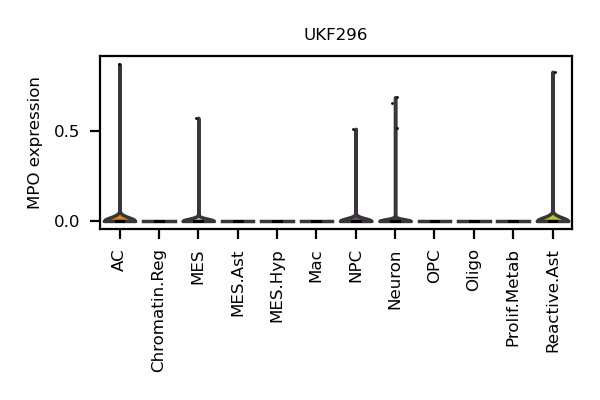 UKF296
MPO expression
0.5
0.0
AC
Chromatin.Reg
MES
MES.Ast
MES.Hyp
Mac
NPC
Neuron
OPC
Oligo
Prolif.Metab
Reactive.Ast